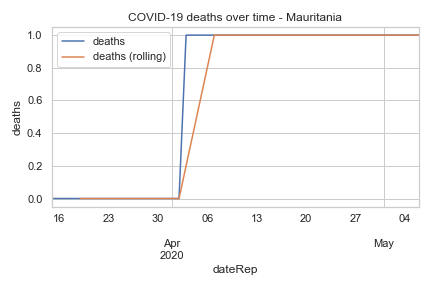 COVID-19 deaths over time - Mauritania
deaths
deaths (rolling)
1.0
0.8
0.6
0.4
0.2
0.0
deaths
16 23 30 06 13 20 27 04
Apr May
2020
dateRep